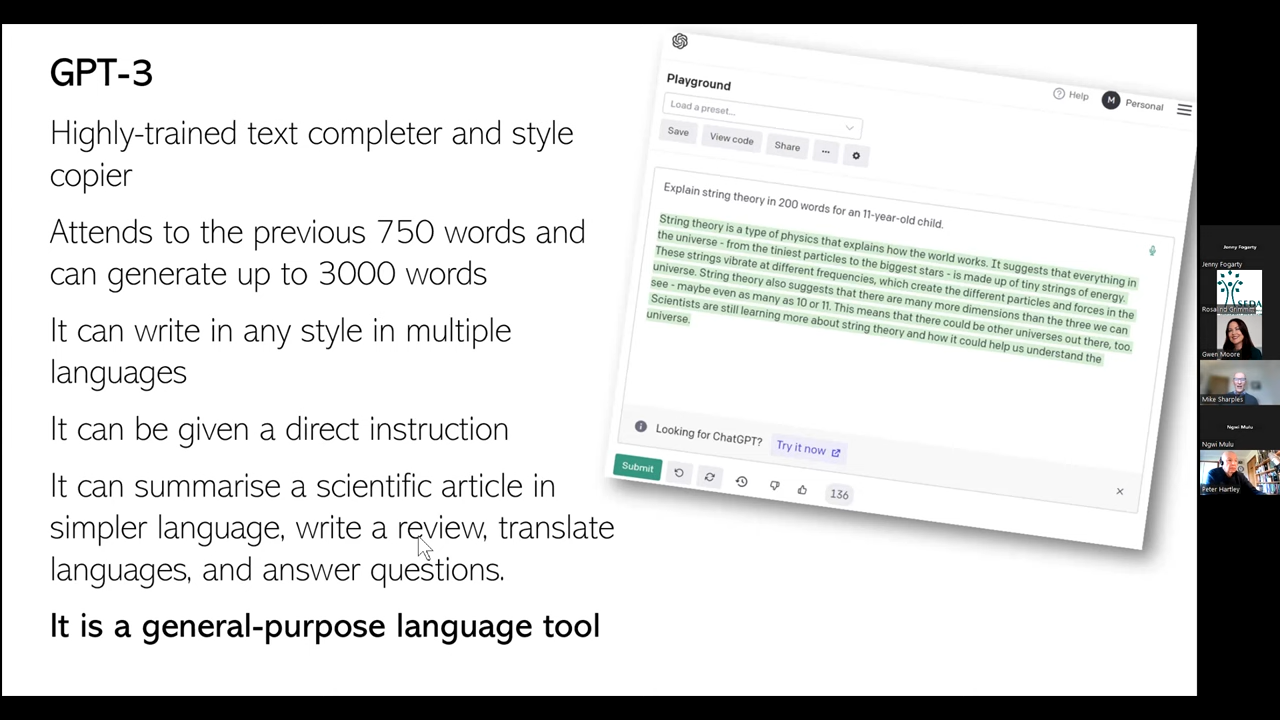 GPT-3
Highly-trained text completer and style
copier
Attends to the previous 750 words and
can generate up to 3000 words
It can write in any style in multiple
languages
It can be given a direct instruction
It can summarise a scientific article in
simpler language, write a review, translate
languages, and answer questions.
It is a general-purpose language tool
Playground
Help
M
Personal
Load a preset...
Save
View code
Share
...
Explain string theory in 200 words for an 11-year-old child.
String theory is a type of physics that explains how the world works. It suggests that everything in
the universe - from the tiniest particles to the biggest stars - is made up of tiny strings of energy.
These strings vibrate at different frequencies, which create the different particles and forces in the
universe. String theory also suggests that there are many more dimensions than the three we can
see - maybe even as many as 10 or 11. This means that there could be other universes out there, too.
Scientists are still learning more about string theory and how it could help us understand the
universe.
Looking for ChatGPT? Try it now
Submit
136
Jenny Fogarty
Jenny Fogarty
SEDA
Gwen Moore
Mike Sharples
Ngwi Mulu
Ngwi Mulu
Peter Hartley